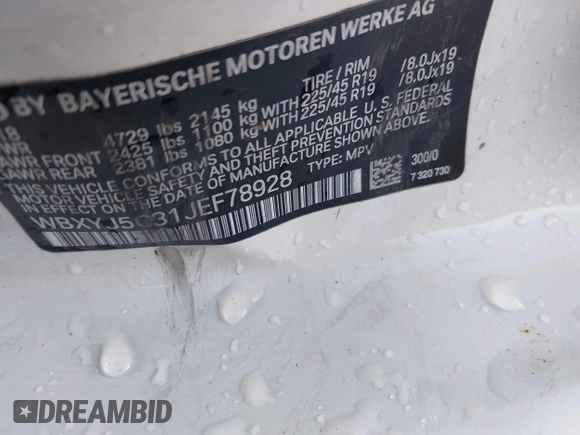 D BY BAYERISCHE MOTOREN WERKE AG
18
TIRE / RIM
WR 4729 lbs 2145 kg
AWR FRONT 2425 lbs 1100 kg WITH 225/45 R19 /8.0Jx19
GAWR REAR 2381 lbs 1080 kg WITH 225/45 R19 /8.0Jx19
THIS VEHICLE CONFORMS TO ALL APPLICABLE U. S. FEDERAL
MOTOR VEHICLE SAFETY AND THEFT PREVENTION STANDARDS
IN EFFECT ON THE DATE OF MANUFACTURE SHOWN ABOVE.
TYPE: MPV
300/0
7 320 730
DREAMBID